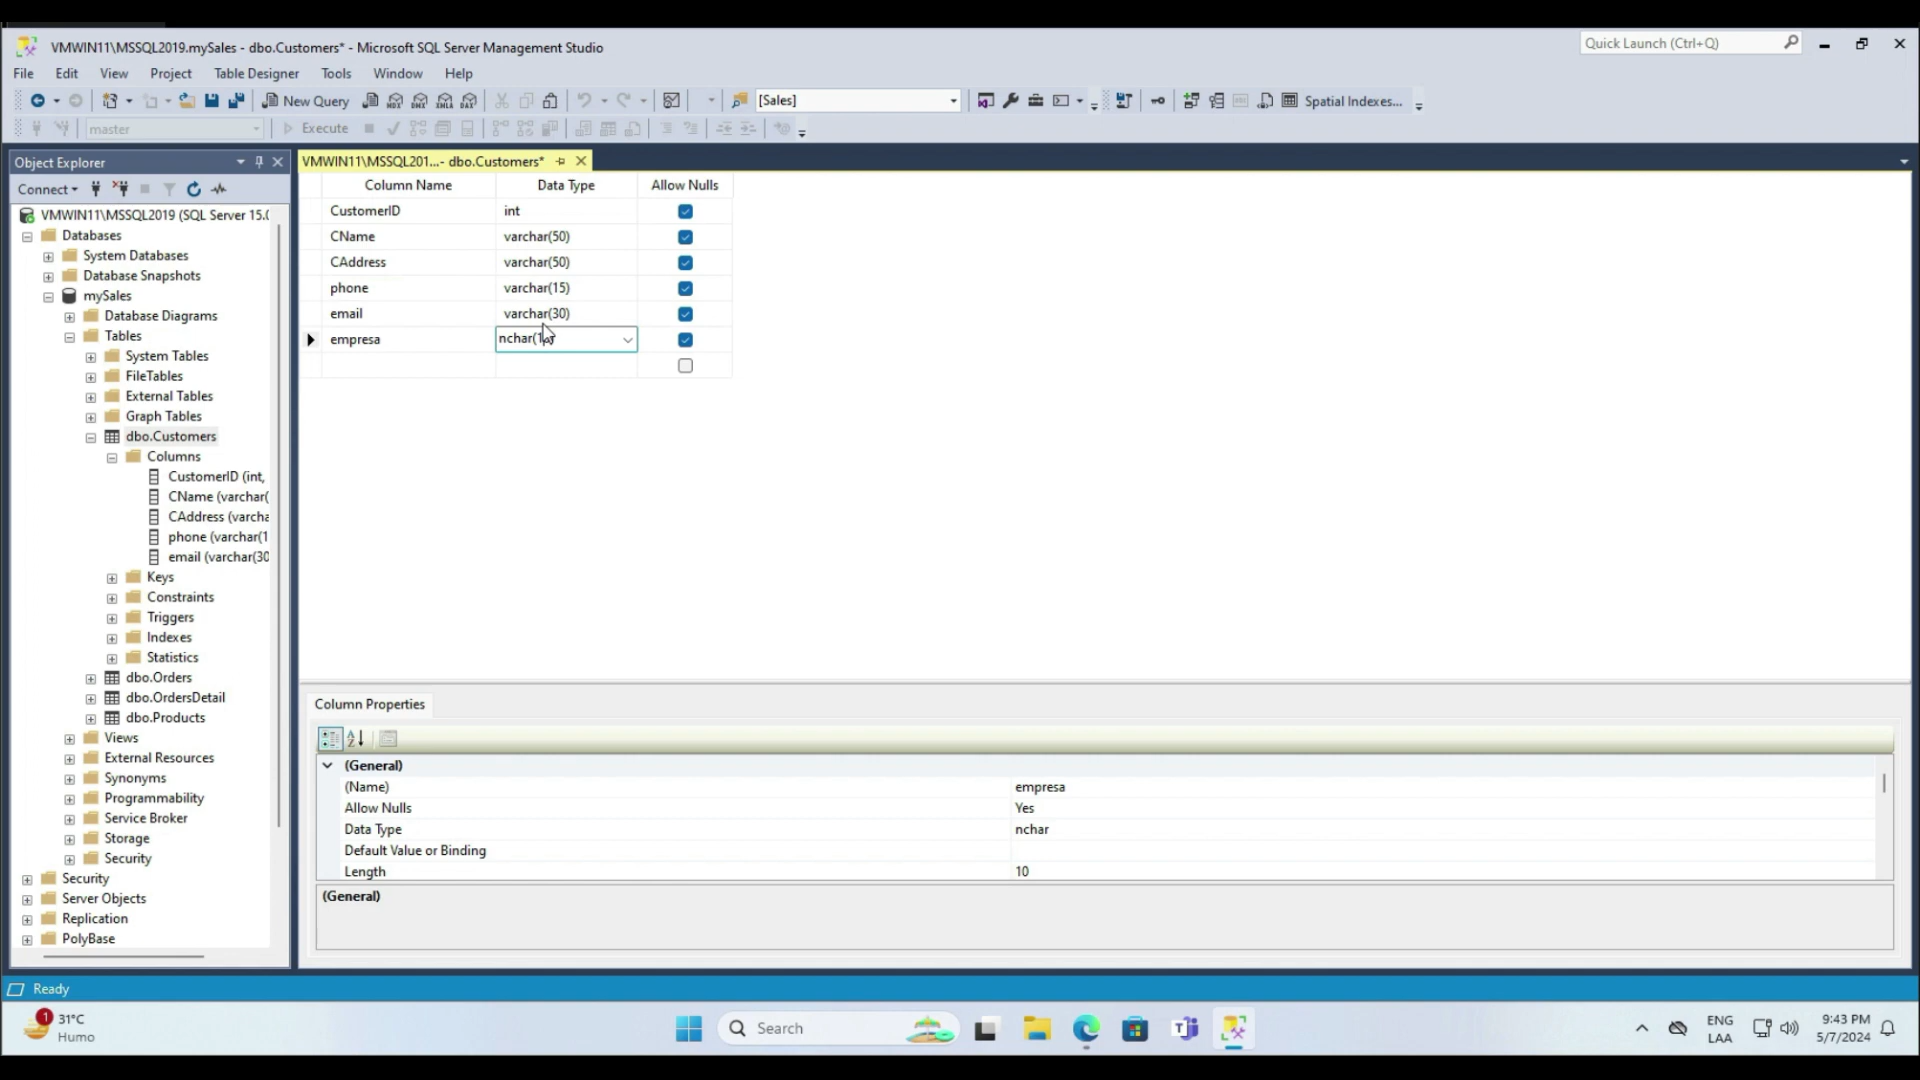 VMWIN11\MSSQL2019.mySales - dbo.Customers* - Microsoft SQL Server Management Studio
Quick Launch (Ctrl+Q)
File Edit View Project Table Designer Tools Window Help
New Query
[Sales]
Spatial Indexes...
master
Execute
Object Explorer
Connect
VMWIN11\MSSQL2019 (SQL Server 15.0
Databases
System Databases
Database Snapshots
mySales
Database Diagrams
Tables
System Tables
FileTables
External Tables
Graph Tables
dbo.Customers
Columns
CustomerID (int,
CName (varchar(
CAddress (varcha
phone (varchar(1
email (varchar(30
Keys
Constraints
Triggers
Indexes
Statistics
dbo.Orders
dbo.OrdersDetail
dbo.Products
Views
External Resources
Synonyms
Programmability
Service Broker
Storage
Security
Security
Server Objects
Replication
PolyBase
VMWIN11\MSSQL201...- dbo.Customers*
Column Name Data Type Allow Nulls
CustomerID int
CName varchar(50)
CAddress varchar(50)
phone varchar(15)
email varchar(30)
empresa
Column Properties
(General)
(Name) empresa
Allow Nulls Yes
Data Type nchar
Default Value or Binding
Length 10
(General)
Ready
1
31°C
Humo
Search
ENG
LAA
9:43 PM
5/7/2024